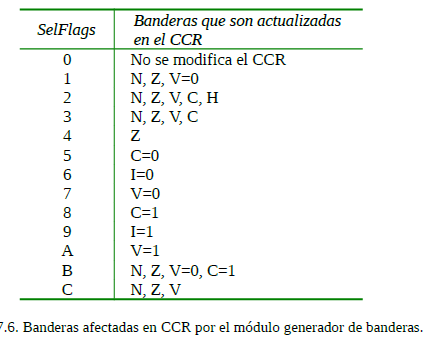 SelFlags Banderas que son actualizadas
en el CCR
0 No se modifica el CCR
1 N, Z, V=0
2 N, Z, V, C, H
3 N, Z, V, C
4 Z
5 C=0
6 I=0
7 V=0
8 C=1
9 I=1
A V=1
B N, Z, V=0, C=1
C N, Z, V
7.6. Banderas afectadas en CCR por el módulo generador de banderas.